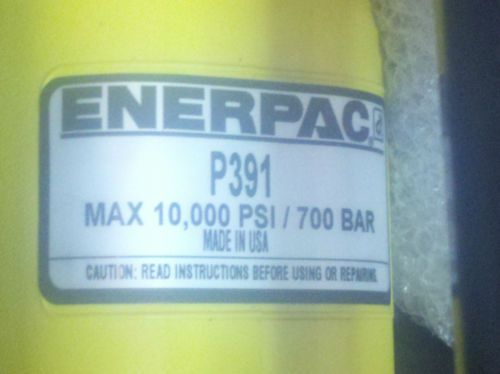 ENERPAC
P391
MAX 10,000 PSI / 700 BAR
MADE IN USA
CAUTION: READ INSTRUCTIONS BEFORE USING OR REPAIRING.